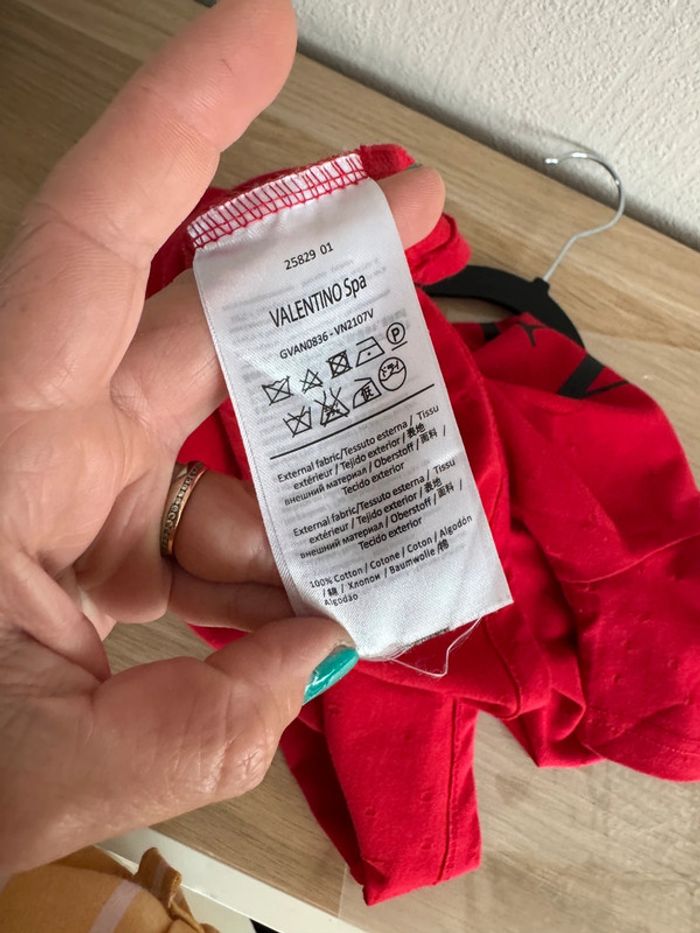 25829 01
VALENTINO Spa
GVAN0836 - VN2107V
P
低
External fabric/Tessuto esterna / Tissu
extérieur / Tejido exterior / 表地
внешний материал / Oberstoff / 面料 /
Tecido exterior
External fabric/Tessuto esterna / Tissu
extérieur / Tejido exterior / 表地
внешний материал / Oberstoff / 面料 /
Tecido exterior
100% Cotton / Cotone / Coton / Algodón
/ 綿 / Хлопок / Baumwolle /棉
Algodão